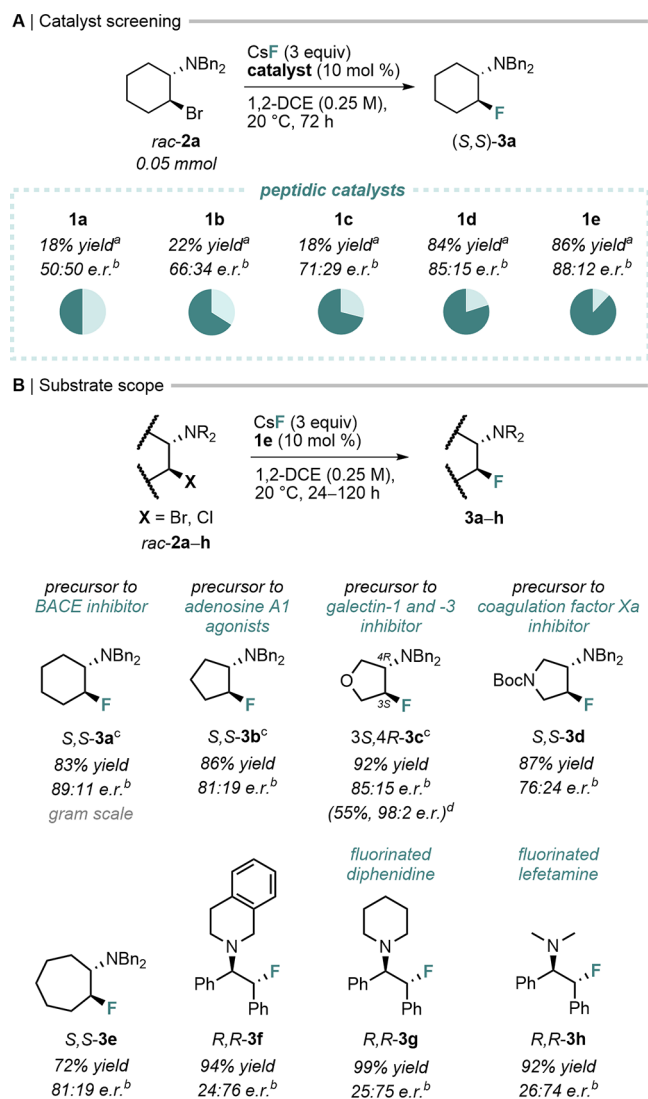 A | Catalyst screening
CsF (3 equiv)
catalyst (10 mol %)
1,2-DCE (0.25 M),
20 °C, 72 h
NBn2
Br
rac-2a
0.05 mmol
NBn2
F
(S,S)-3a
peptidic catalysts
1a 1b 1c 1d 1e
18% yieldᵃ 22% yieldᵃ 18% yieldᵃ 84% yieldᵃ 86% yieldᵃ
50:50 e.r.ᵇ 66:34 e.r.ᵇ 71:29 e.r.ᵇ 85:15 e.r.ᵇ 88:12 e.r.ᵇ
B | Substrate scope
CsF (3 equiv)
1e (10 mol %)
1,2-DCE (0.25 M),
20 °C, 24–120 h
NR2
X
X = Br, Cl
rac-2a–h
NR2
F
3a–h
precursor to precursor to precursor to precursor to
BACE inhibitor adenosine A1 galectin-1 and -3 coagulation factor Xa
agonists inhibitor inhibitor
NBn2 NBn2 4R NBn2 NBn2
O BocN
F F 3S F F
S,S-3aᶜ S,S-3bᶜ 3S,4R-3cᶜ S,S-3d
83% yield 86% yield 92% yield 87% yield
89:11 e.r.ᵇ 81:19 e.r.ᵇ 85:15 e.r.ᵇ 76:24 e.r.ᵇ
gram scale (55%, 98:2 e.r.)ᵈ
fluorinated fluorinated
diphenidine lefetamine
NBn2 N N N
F F F F
Ph Ph Ph
Ph Ph Ph
S,S-3e R,R-3f R,R-3g R,R-3h
72% yield 94% yield 99% yield 92% yield
81:19 e.r.ᵇ 24:76 e.r.ᵇ 25:75 e.r.ᵇ 26:74 e.r.ᵇ